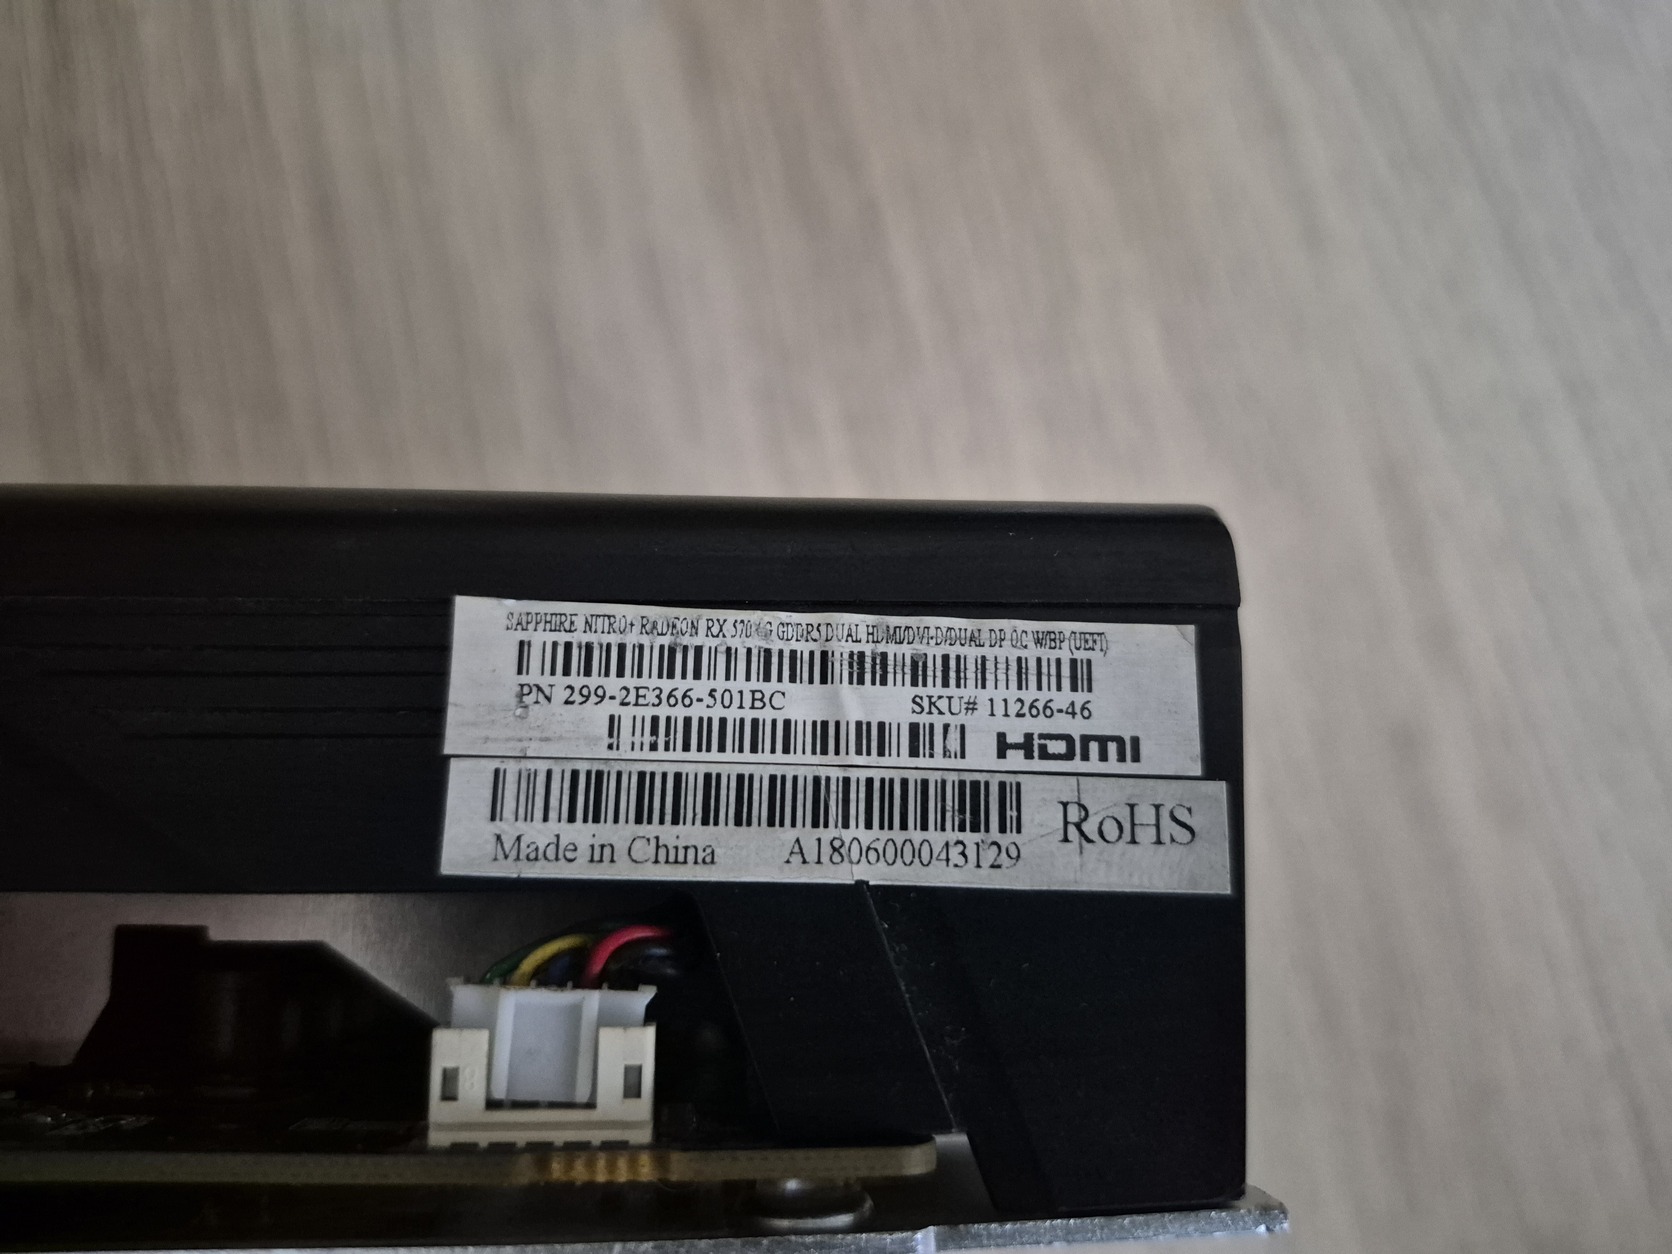 SAPPHIRE NITRO+ RADEON RX 570 GDDR5 DUAL HDMI/DVI-D/DUAL DP OC W/BP (UEFI)
PN 299-2E366-501BC SKU# 11266-46
HDMI
RoHS
Made in China A180600043129